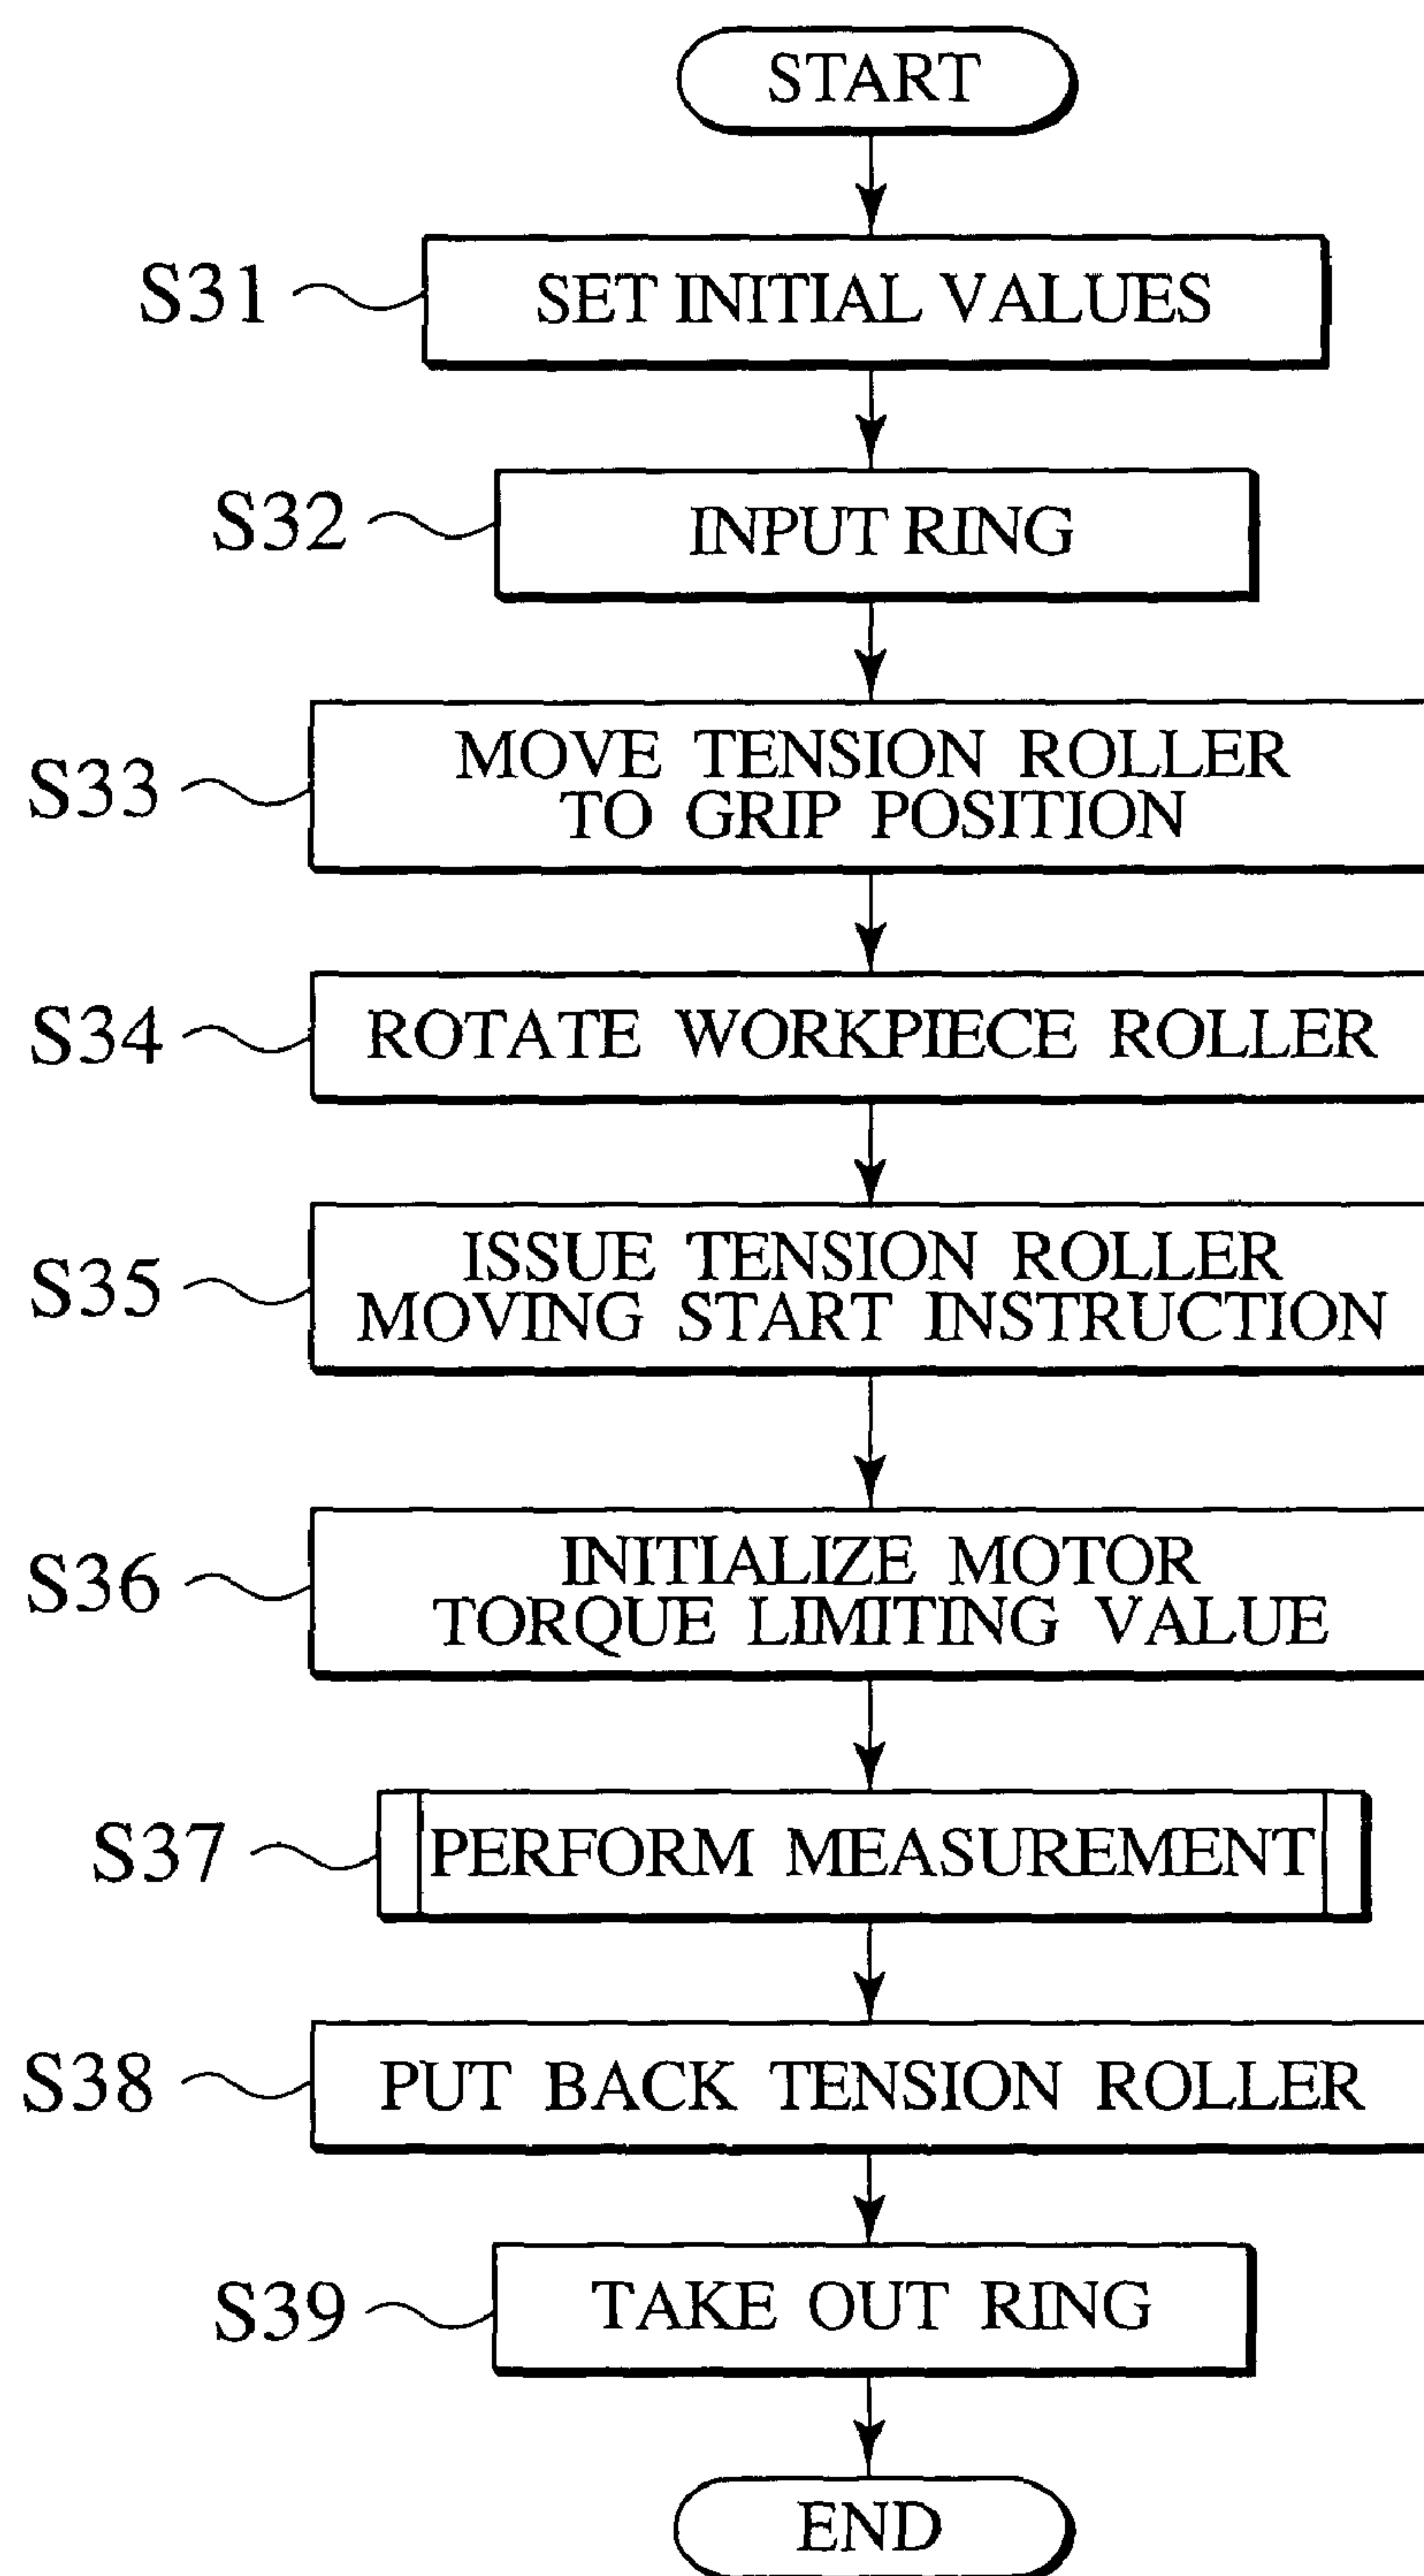 START
S31
SET INITIAL VALUES
S32
INPUT RING
S33
MOVE TENSION ROLLER
TO GRIP POSITION
S34
ROTATE WORKPIECE ROLLER
S35
ISSUE TENSION ROLLER
MOVING START INSTRUCTION
S36
INITIALIZE MOTOR
TORQUE LIMITING VALUE
S37
PERFORM MEASUREMENT
S38
PUT BACK TENSION ROLLER
S39
TAKE OUT RING
END